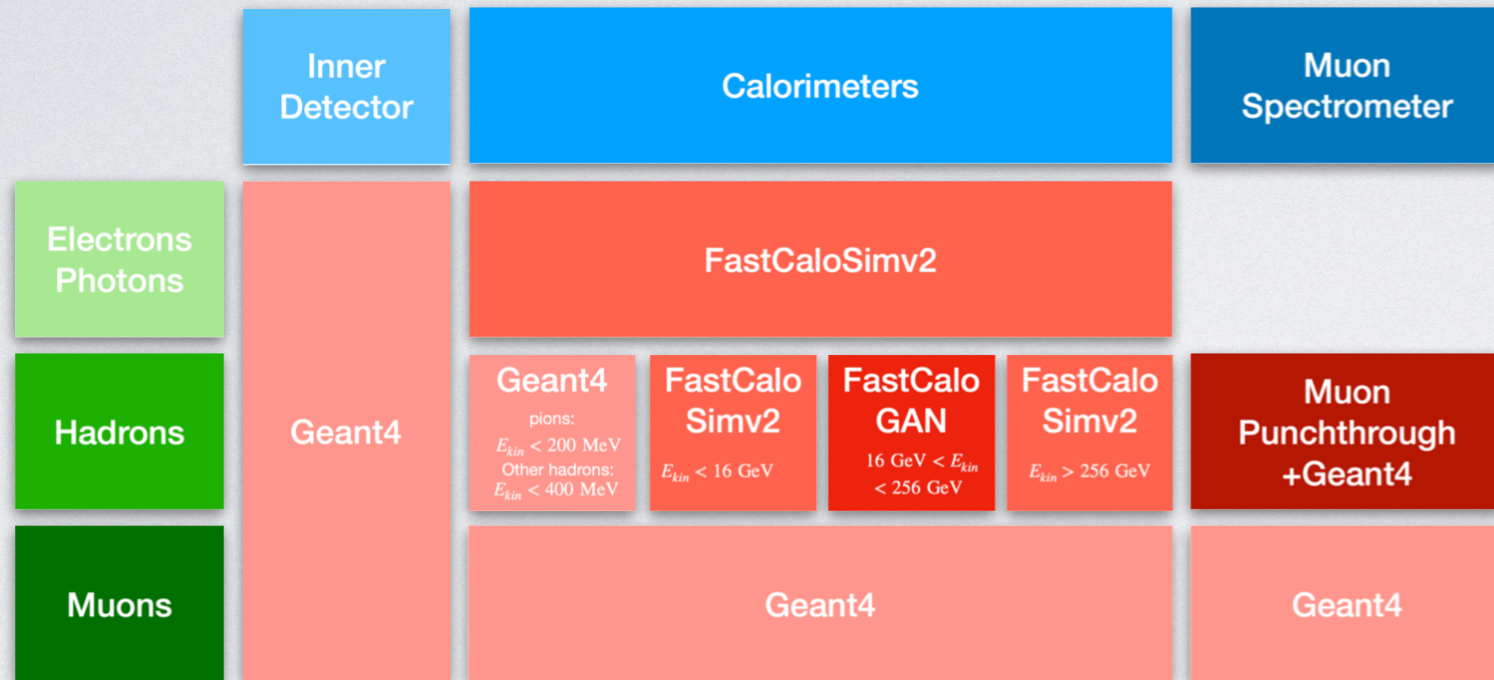 Inner
Detector
Calorimeters
Muon
Spectrometer
Electrons
Photons
Geant4
FastCaloSimv2
Hadrons
Geant4
pions:
E_kin < 200 MeV
Other hadrons:
E_kin < 400 MeV
FastCalo
Simv2
E_kin < 16 GeV
FastCalo
GAN
16 GeV < E_kin
< 256 GeV
FastCalo
Simv2
E_kin > 256 GeV
Muon
Punchthrough
+Geant4
Muons
Geant4
Geant4